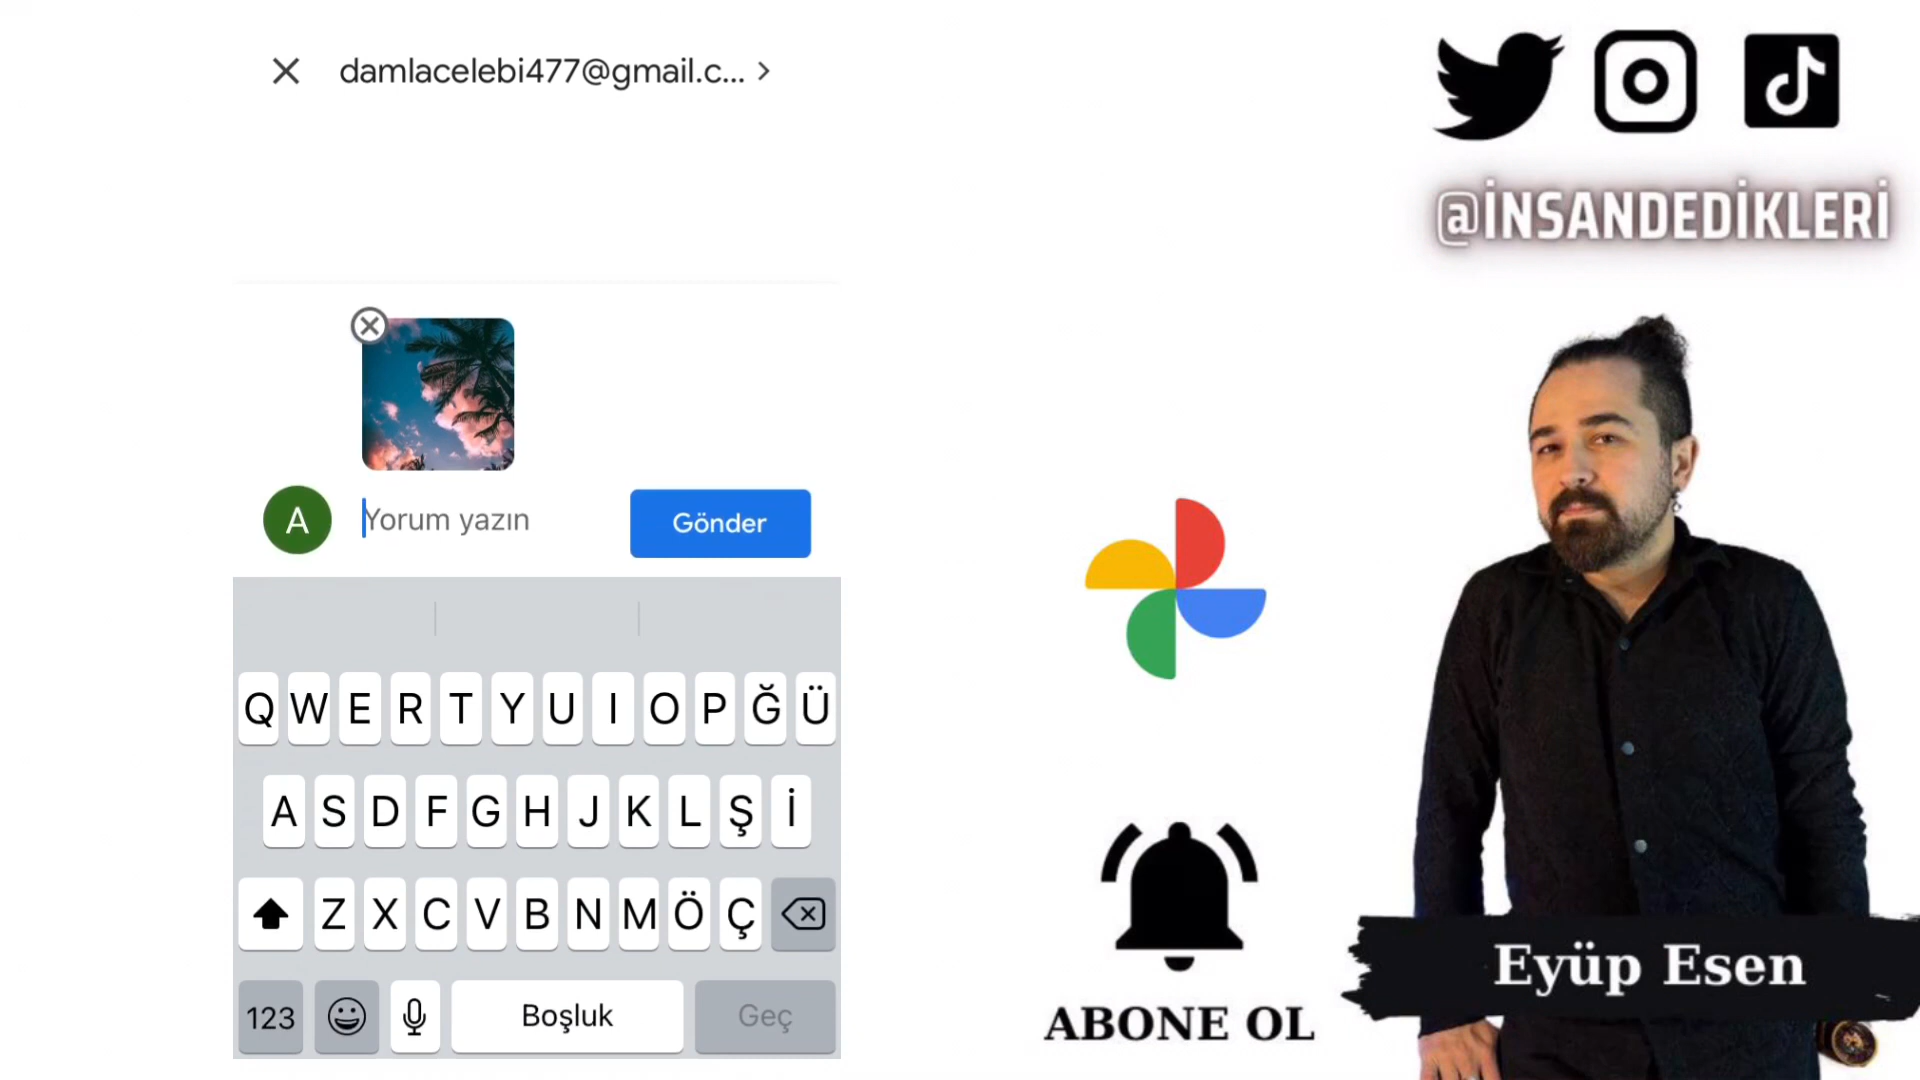 damlacelebi477@gmail.c...
@İNSANDEDİKLERİ
A
Yorum yazın
Gönder
Q W E R T Y U I O P Ğ Ü
A S D F G H J K L Ş İ
Z X C V B N M Ö Ç
123 Boşluk Geç
ABONE OL
Eyüp Esen